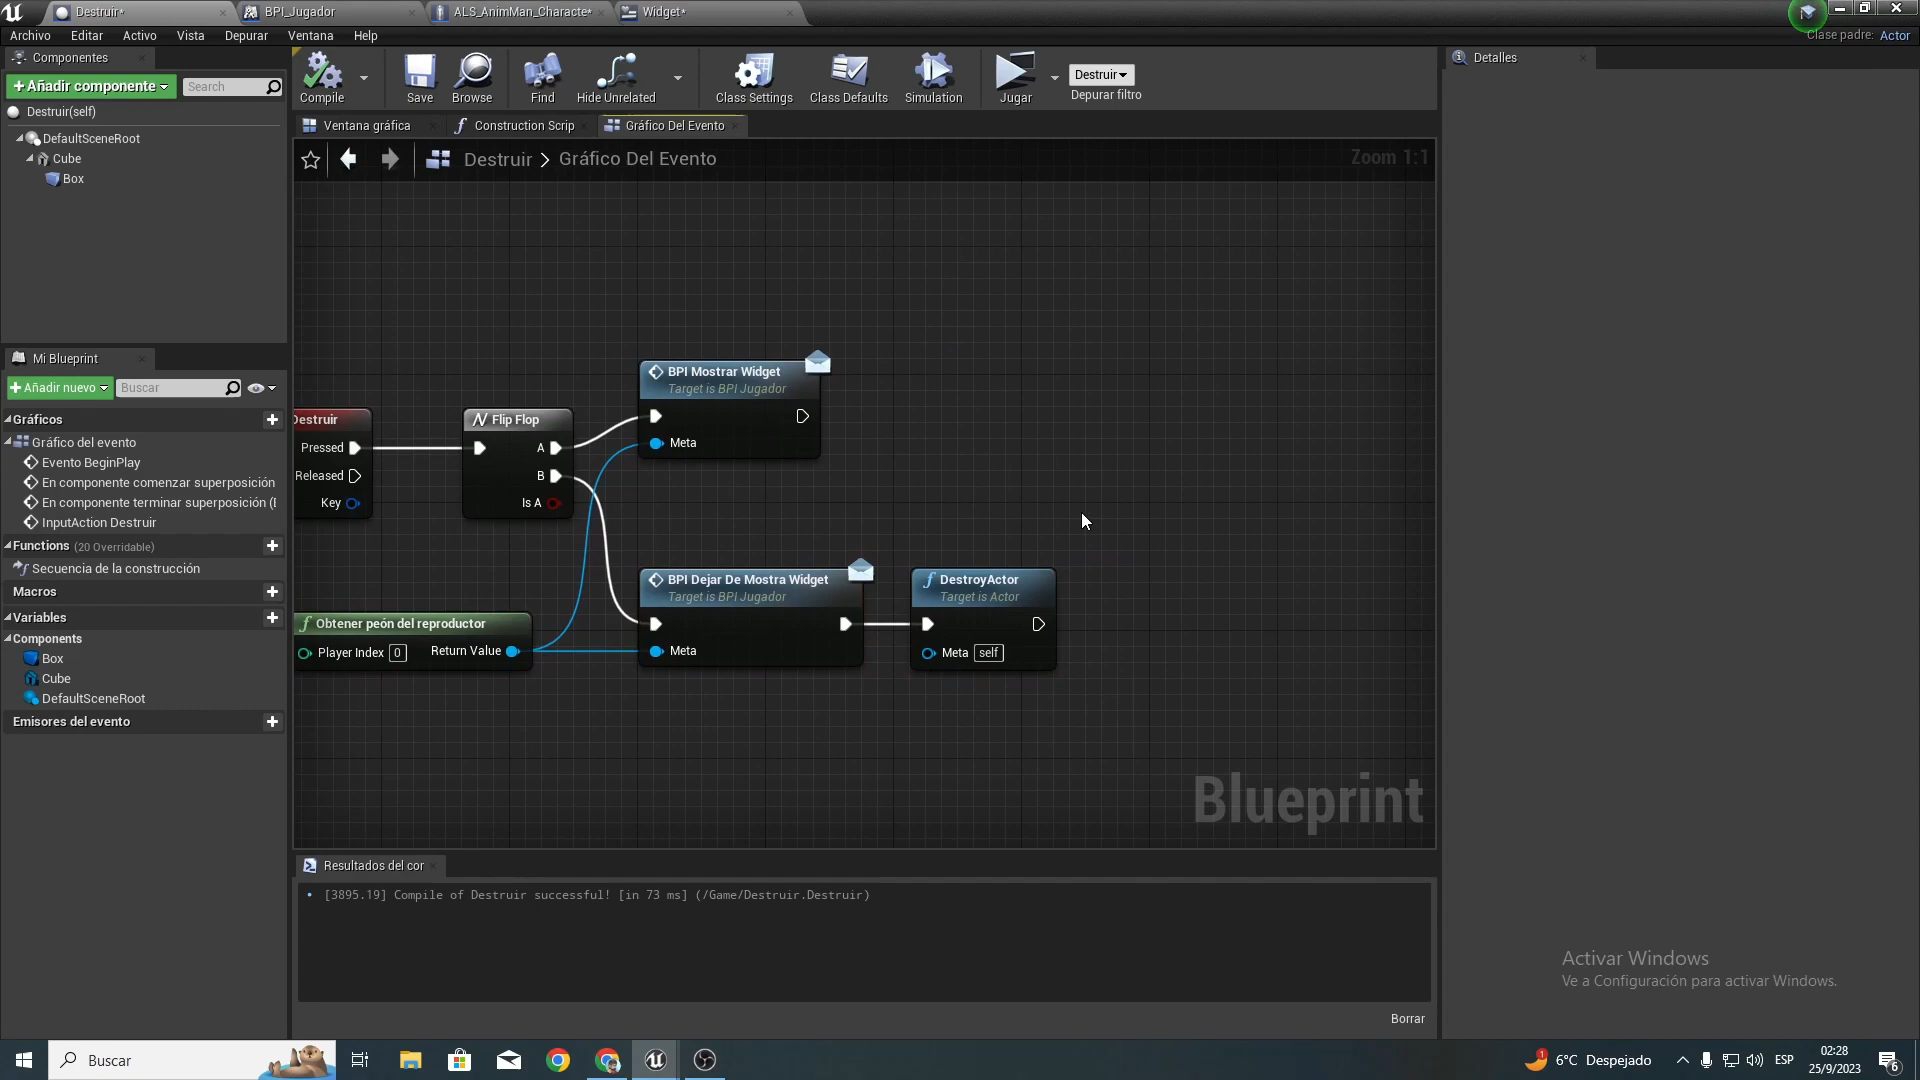 Destruir*
BPI_Jugador
ALS_AnimMan_Characte*
Widget*
Archivo Editar Activo Vista Depurar Ventana Help
Clase padre: Actor
Componentes
+Añadir componente
Search
Destruir(self)
DefaultSceneRoot
Cube
Box
Compile
Save
Browse
Find
Hide Unrelated
Class Settings
Class Defaults
Simulation
Jugar
Destruir
Depurar filtro
Detalles
Ventana gráfica
Construction Scrip
Gráfico Del Evento
Destruir > Gráfico Del Evento
Zoom 1:1
Mi Blueprint
+Añadir nuevo
Buscar
Gráficos
Gráfico del evento
Evento BeginPlay
En componente comenzar superposición
En componente terminar superposición (E
InputAction Destruir
Functions (20 Overridable)
Secuencia de la construcción
Macros
Variables
Components
Box
Cube
DefaultSceneRoot
Emisores del evento
Destruir
Pressed
Released
Key
Flip Flop
A
B
Is A
BPI Mostrar Widget
Target is BPI Jugador
Meta
Obtener peón del reproductor
Player Index 0
Return Value
BPI Dejar De Mostra Widget
Target is BPI Jugador
Meta
DestroyActor
Target is Actor
Meta self
Blueprint
Resultados del cor
[3895.19] Compile of Destruir successful! [in 73 ms] (/Game/Destruir.Destruir)
Borrar
Activar Windows
Ve a Configuración para activar Windows.
Buscar
1
6°C Despejado
ESP
02:28
25/9/2023
6